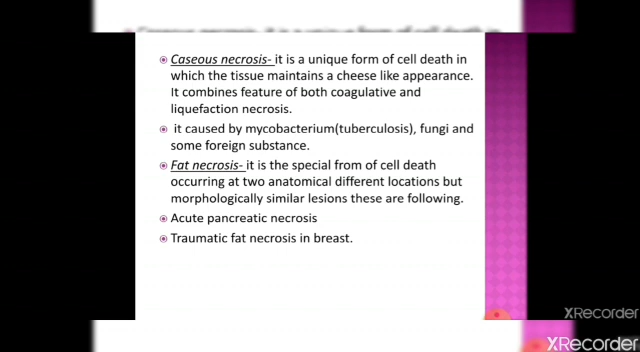 Caseous necrosis- it is a unique form of cell death in
which the tissue maintains a cheese like appearance.
It combines feature of both coagulative and
liquefaction necrosis.
it caused by mycobacterium(tuberculosis), fungi and
some foreign substance.
Fat necrosis- it is the special from of cell death
occurring at two anatomical different locations but
morphologically similar lesions these are following.
Acute pancreatic necrosis
Traumatic fat necrosis in breast.
XRecorder
XRecorder